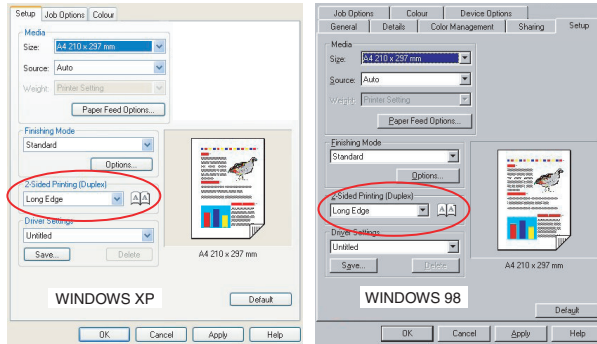 Setup Job Options Colour
Media
Size: A4 210 x 297 mm
Source: Auto
Weight: Printer Setting
Paper Feed Options...
Finishing Mode
Standard
Options...
2-Sided Printing (Duplex)
Long Edge
A A
Driver Settings
Untitled
Save... Delete
A4 210 x 297 mm
WINDOWS XP
Default
OK Cancel Apply Help
Job Options Colour Device Options
General Details Color Management Sharing Setup
Media
Size: A4 210 x 297 mm
Source: Auto
Weight: Printer Setting
Paper Feed Options...
Finishing Mode
Standard
Options...
2-Sided Printing (Duplex)
Long Edge
A A
Driver Settings
Untitled
Save... Delete
A4 210 x 297 mm
WINDOWS 98
Default
OK Cancel Apply Help